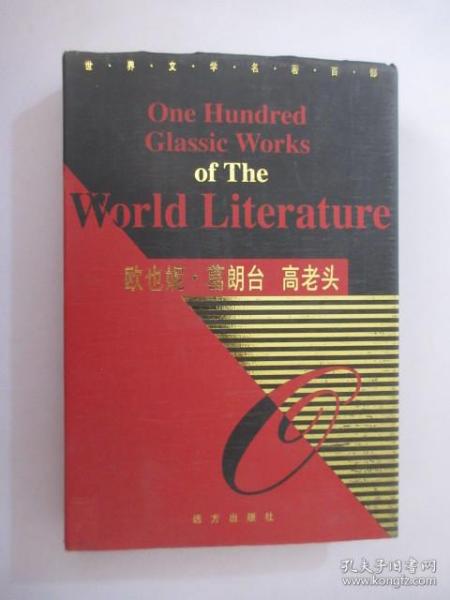 世·界·文·学·名·著·百·部
One Hundred
Glassic Works
of The
World Literature
欧也妮·葛朗台 高老头
远方出版社
孔夫子旧书网
www.kongfz.com